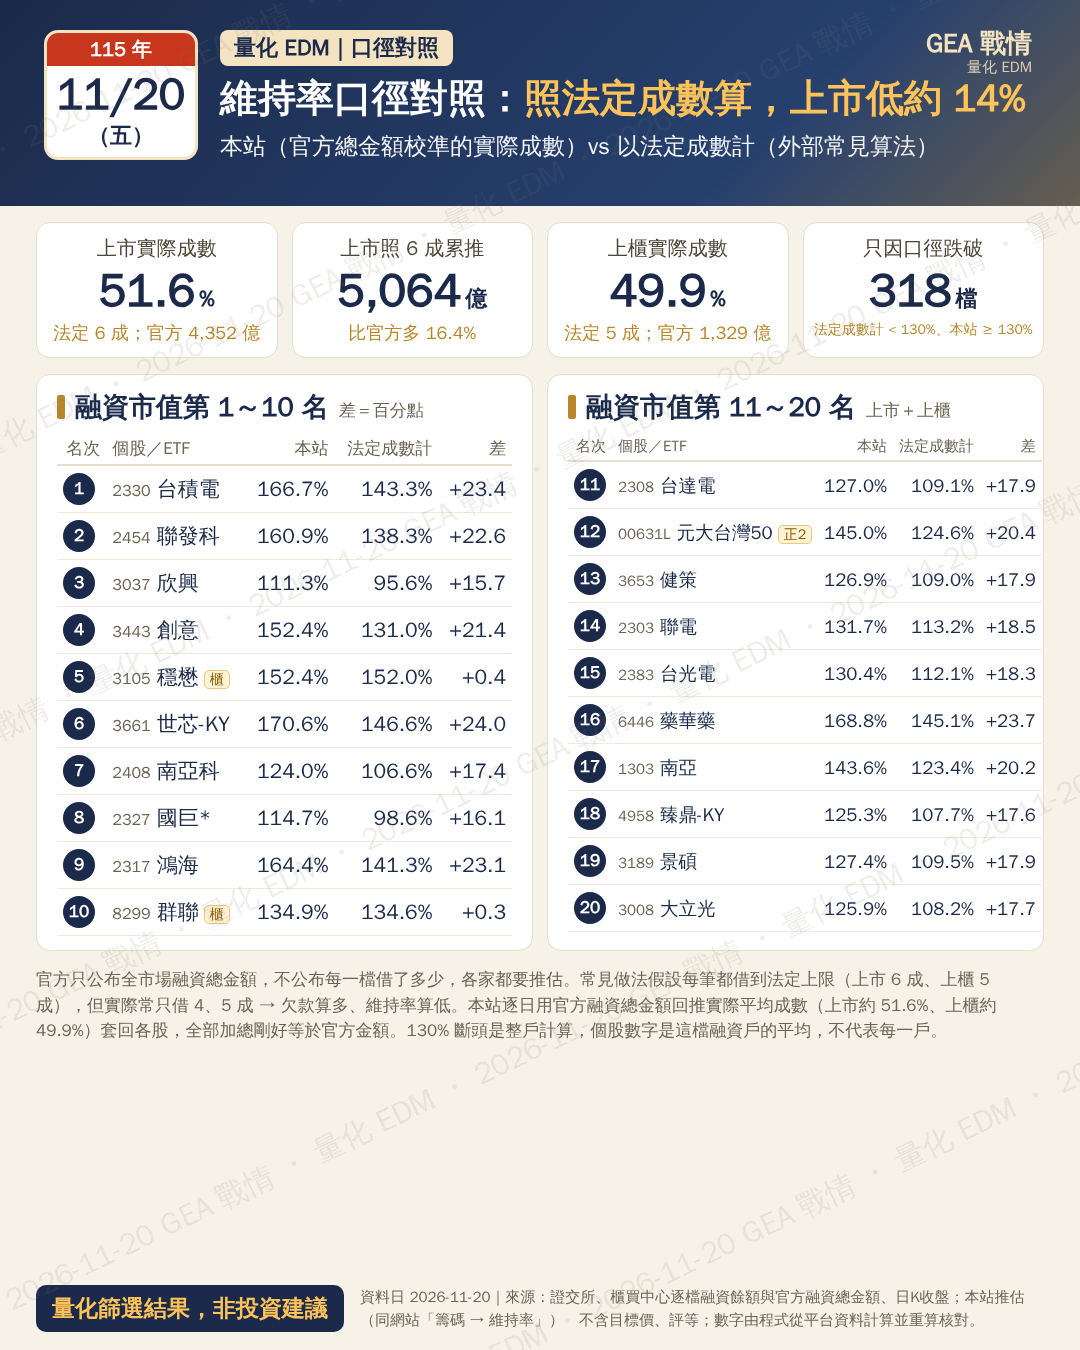 115 年
11/20
（五）
量化 EDM｜口徑對照
GEA 戰情
量化 EDM
維持率口徑對照：照法定成數算，上市低約 14%
本站（官方總金額校準的實際成數）vs 以法定成數計（外部常見算法）
上市實際成數
51.6%
法定 6 成；官方 4,352 億
上市照 6 成累推
5,064億
比官方多 16.4%
上櫃實際成數
49.9%
法定 5 成；官方 1,329 億
只因口徑跌破
318檔
法定成數計＜130%、本站 ≥ 130%
融資市值第 1～10 名 差＝百分點
名次 個股／ETF 本站 法定成數計 差
1 2330 台積電 166.7% 143.3% +23.4
2 2454 聯發科 160.9% 138.3% +22.6
3 3037 欣興 111.3% 95.6% +15.7
4 3443 創意 152.4% 131.0% +21.4
5 3105 穩懋 櫃 152.4% 152.0% +0.4
6 3661 世芯-KY 170.6% 146.6% +24.0
7 2408 南亞科 124.0% 106.6% +17.4
8 2327 國巨* 114.7% 98.6% +16.1
9 2317 鴻海 164.4% 141.3% +23.1
10 8299 群聯 櫃 134.9% 134.6% +0.3
融資市值第 11～20 名 上市＋上櫃
名次 個股／ETF 本站 法定成數計 差
11 2308 台達電 127.0% 109.1% +17.9
12 00631L 元大台灣50 正2 145.0% 124.6% +20.4
13 3653 健策 126.9% 109.0% +17.9
14 2303 聯電 131.7% 113.2% +18.5
15 2383 台光電 130.4% 112.1% +18.3
16 6446 藥華藥 168.8% 145.1% +23.7
17 1303 南亞 143.6% 123.4% +20.2
18 4958 臻鼎-KY 125.3% 107.7% +17.6
19 3189 景碩 127.4% 109.5% +17.9
20 3008 大立光 125.9% 108.2% +17.7
官方只公布全市場融資總金額，不公布每一檔借了多少，各家都要推估。常見做法假設每筆都借到法定上限（上市 6 成、上櫃 5
成），但實際常只借 4、5 成 → 欠款算多、維持率算低。本站逐日用官方融資總金額回推實際平均成數（上市約 51.6%、上櫃約
49.9%）套回各股，全部加總剛好等於官方金額。130% 斷頭是整戶計算，個股數字是這檔融資戶的平均，不代表每一戶。
量化篩選結果，非投資建議
資料日 2026-11-20｜來源：證交所、櫃買中心逐檔融資餘額與官方融資總金額、日K收盤；本站推估
（同網站「籌碼 → 維持率」） 不含目標價、評等；數字由程式從平台資料計算並重算核對。
2026-11-20 GEA 戰情 · 量化 EDM